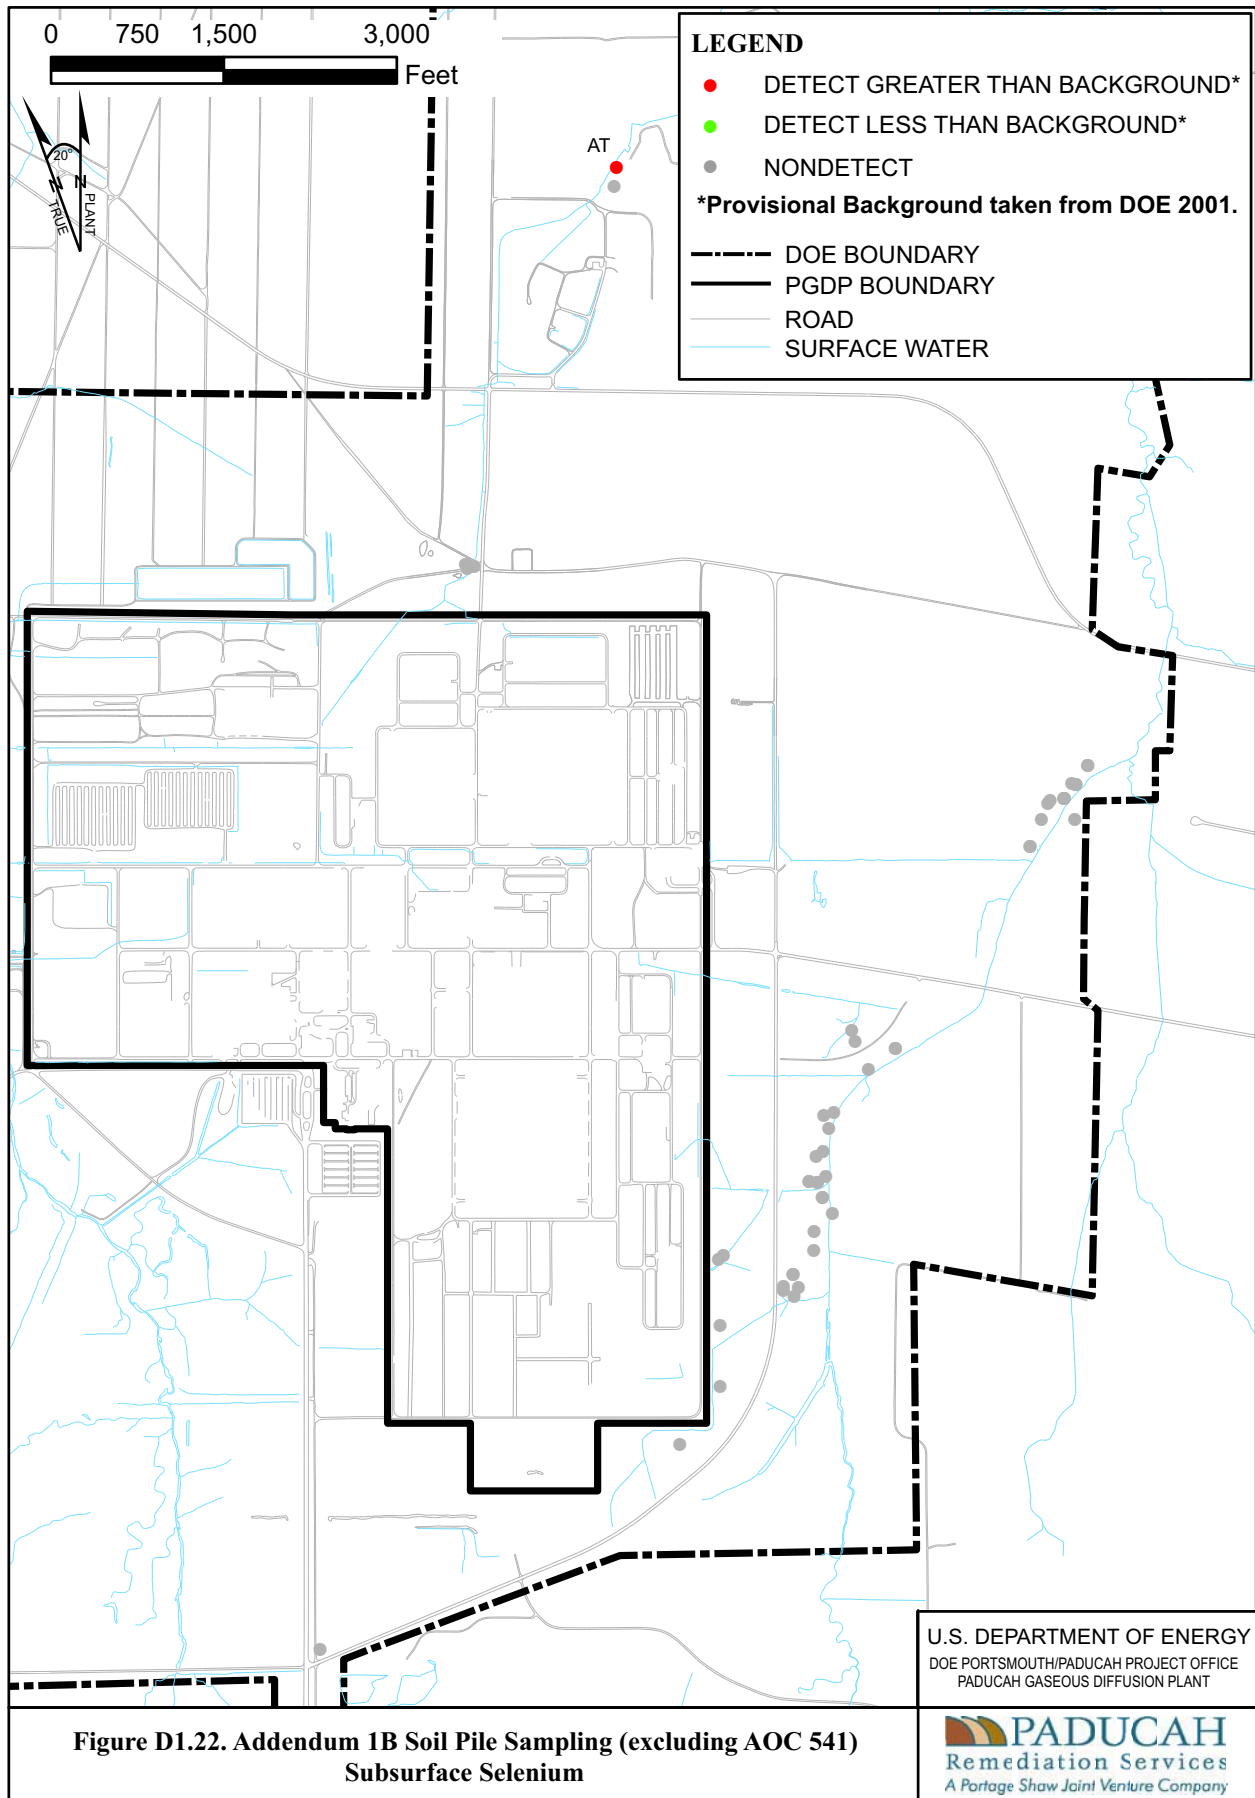 0 750 1,500 3,000
Feet
20°
N N
TRUE PLANT
AT
LEGEND
DETECT GREATER THAN BACKGROUND*
DETECT LESS THAN BACKGROUND*
NONDETECT
*Provisional Background taken from DOE 2001.
DOE BOUNDARY
PGDP BOUNDARY
ROAD
SURFACE WATER
U.S. DEPARTMENT OF ENERGY
DOE PORTSMOUTH/PADUCAH PROJECT OFFICE
PADUCAH GASEOUS DIFFUSION PLANT
Figure D1.22. Addendum 1B Soil Pile Sampling (excluding AOC 541)
Subsurface Selenium
PADUCAH
Remediation Services
A Portage Shaw Joint Venture Company